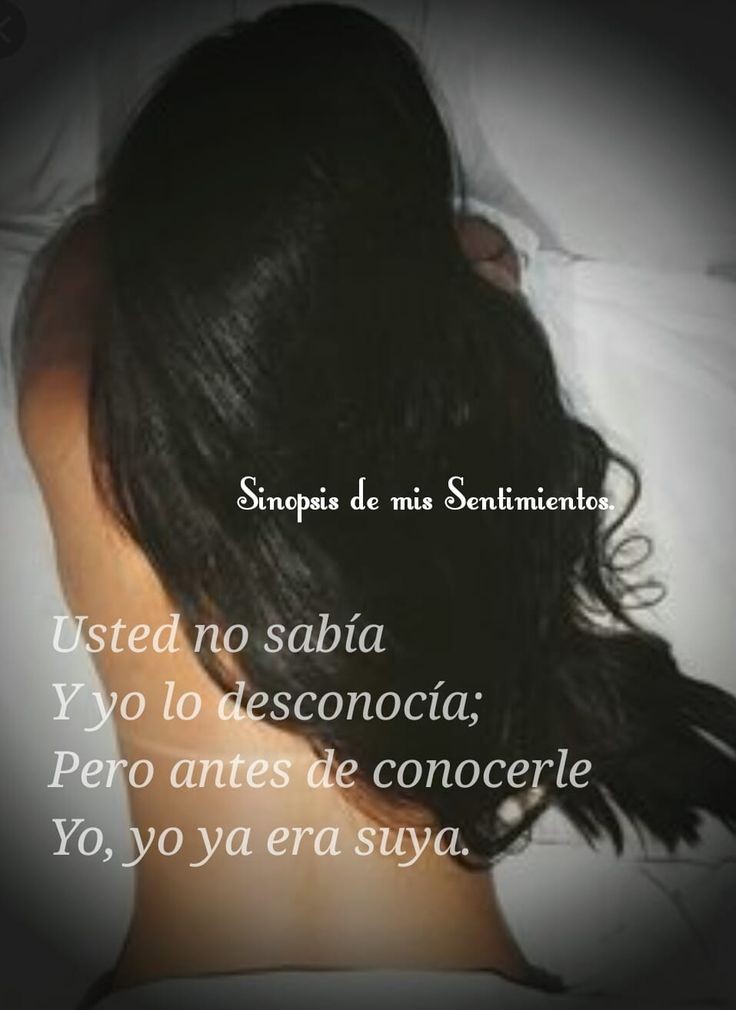 Sinopsis de mis Sentimientos.
Usted no sabía
Y yo lo desconocía;
Pero antes de conocerle
Yo, yo ya era suya.